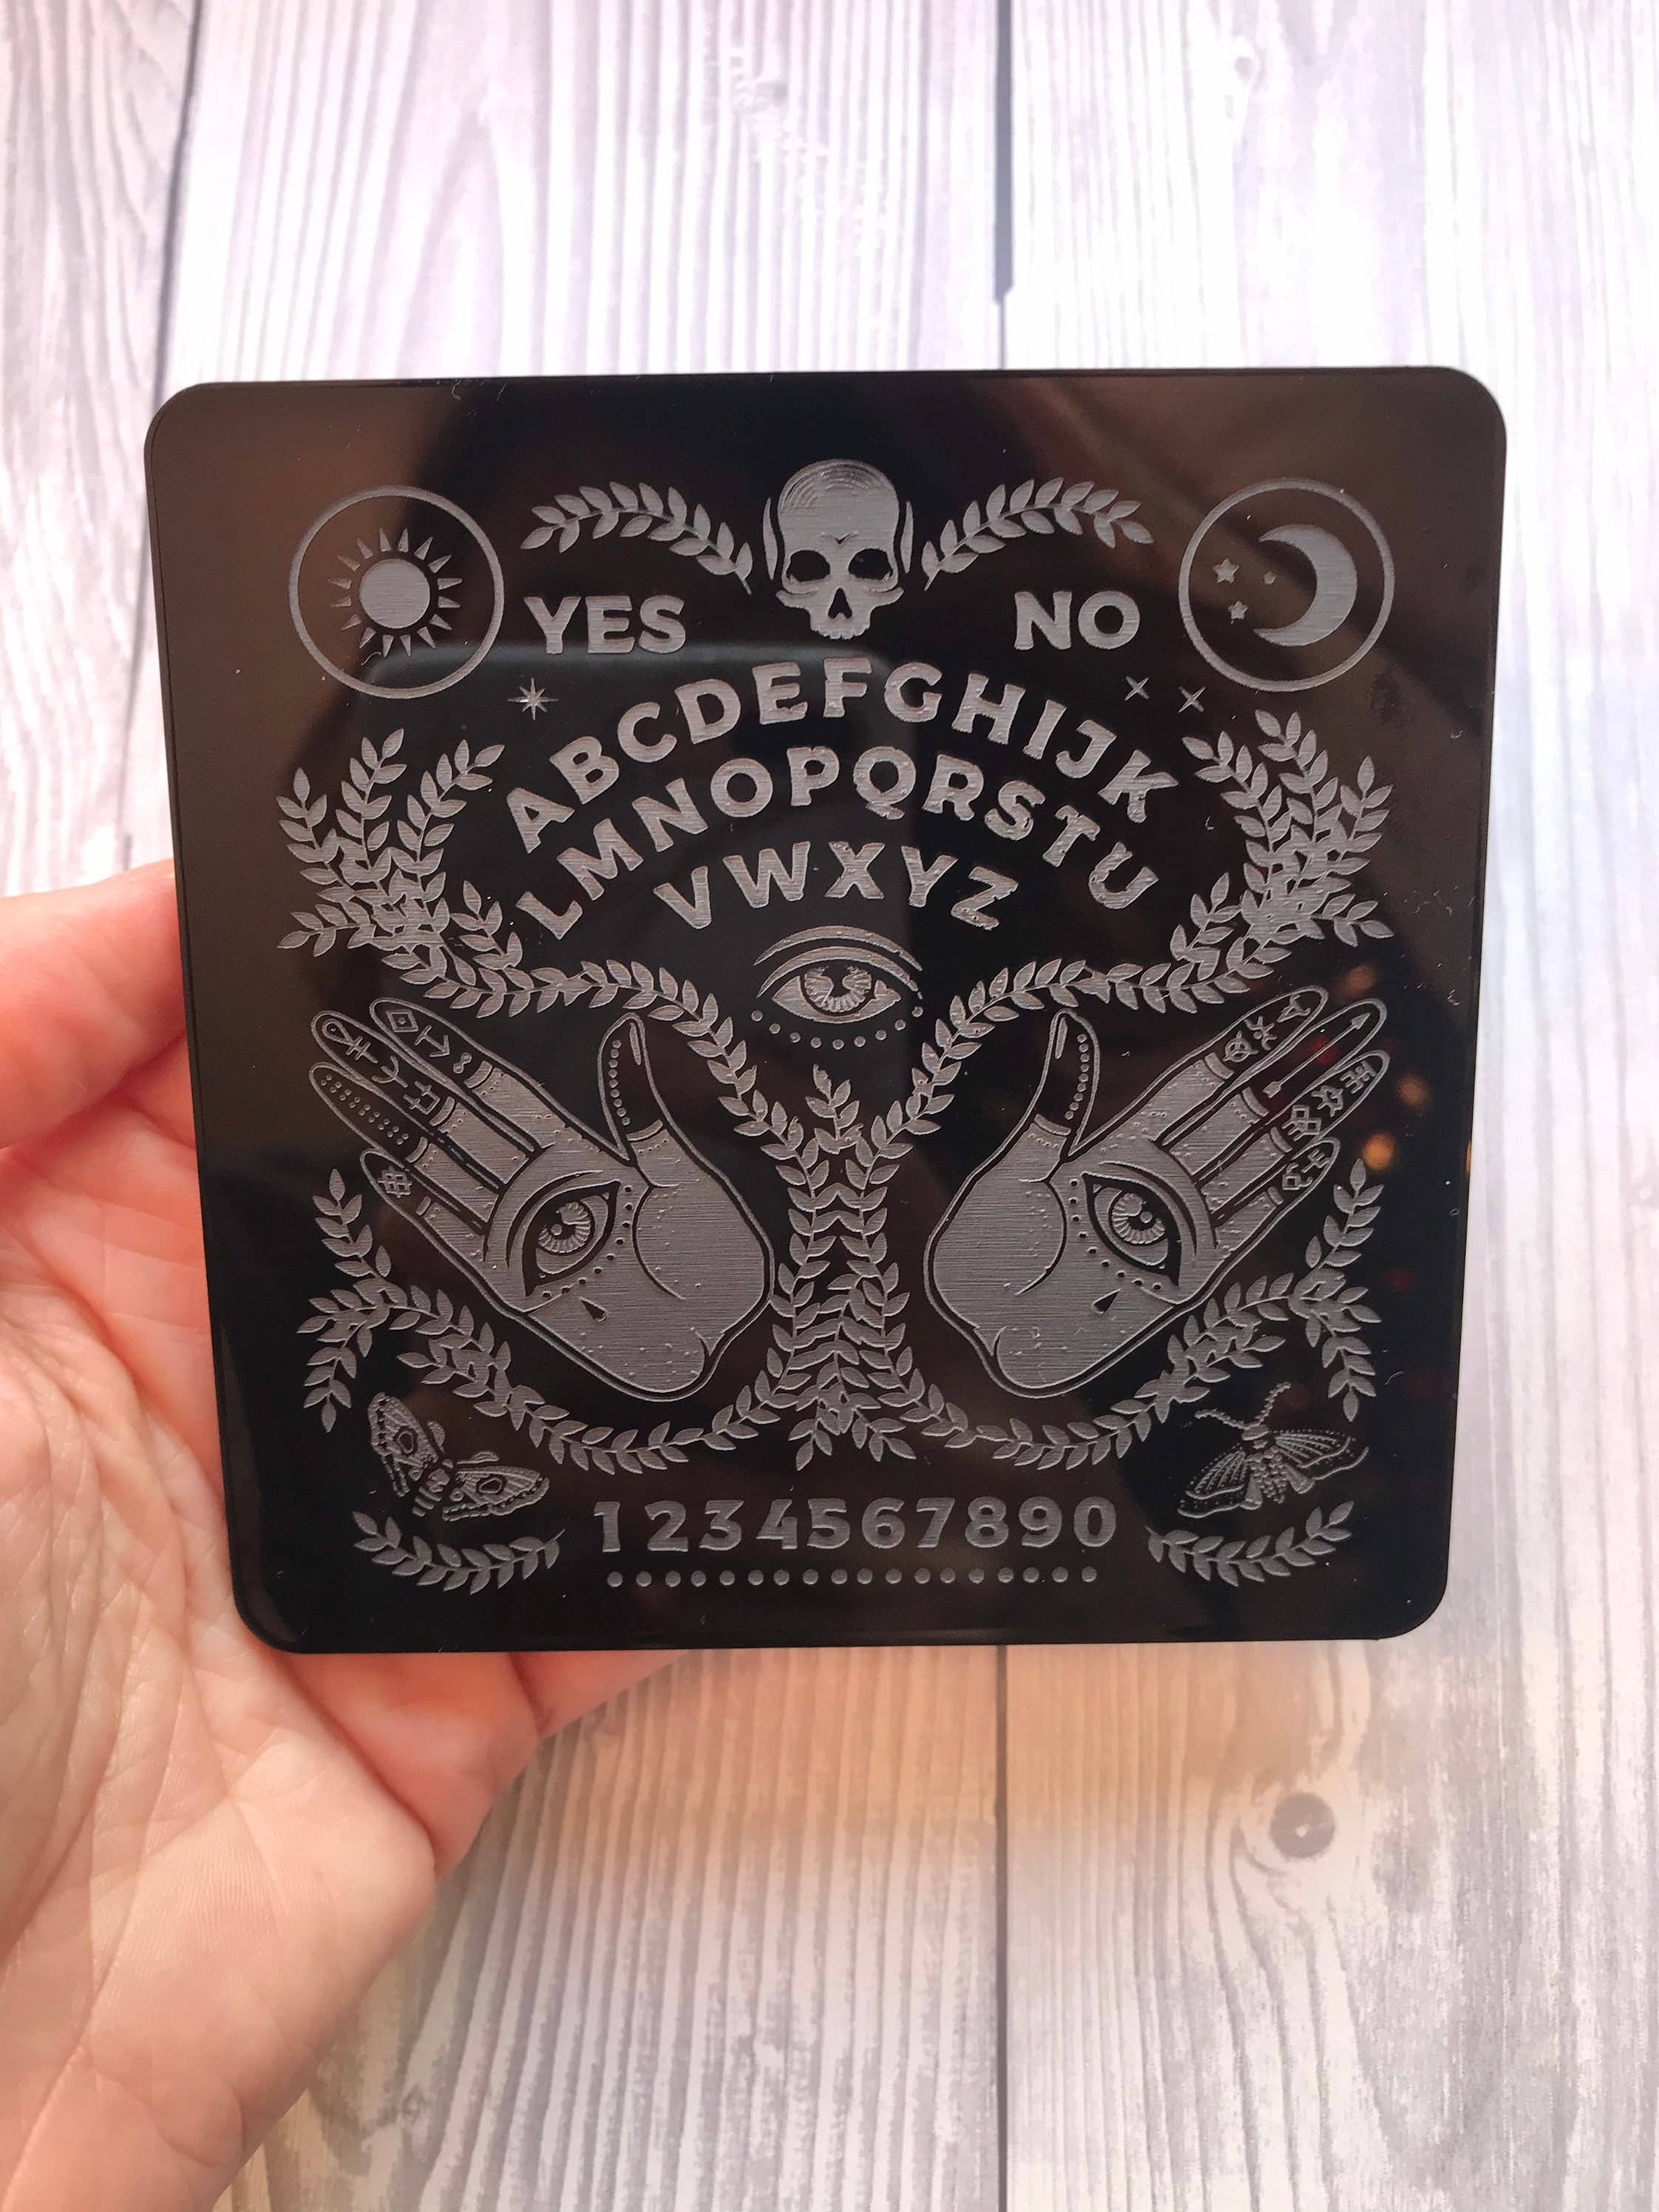 YES NO
ABCDEFGHIJK
LMNOPQRSTU
VWXYZ
1234567890